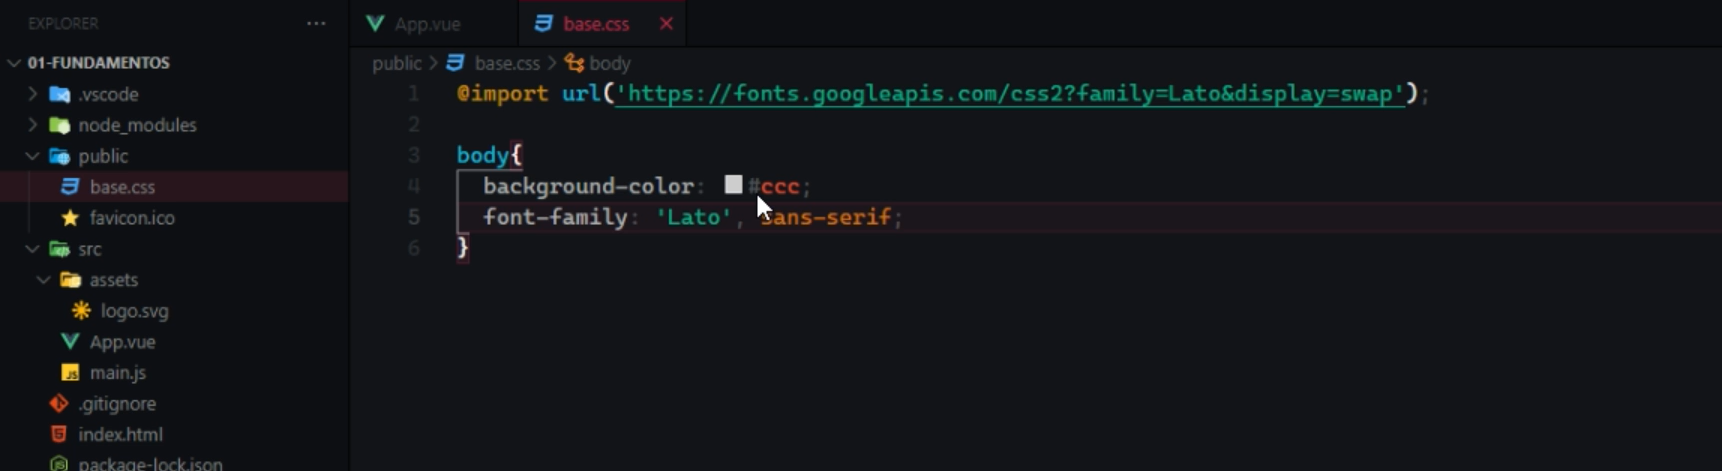 EXPLORER
01-FUNDAMENTOS
.vscode
node_modules
public
base.css
favicon.ico
src
assets
logo.svg
App.vue
main.js
.gitignore
index.html
package-lock.json
App.vue
base.css
public > base.css > body
1 @import url('https://fonts.googleapis.com/css2?family=Lato&display=swap');
2
3 body{
4 background-color: #ccc;
5 font-family: 'Lato', sans-serif;
6 }